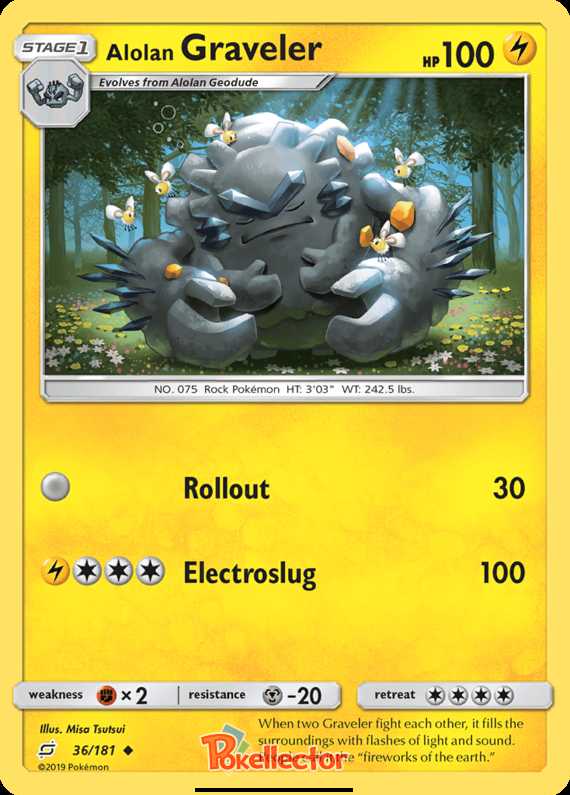 STAGE1 Alolan Graveler HP100
Evolves from Alolan Geodude
NO. 075 Rock Pokémon HT: 3'03" WT: 242.5 lbs.
Rollout 30
Electroslug 100
weakness ×2 resistance -20 retreat
Illus. Misa Tsutsui
36/181
©2019 Pokémon
When two Graveler fight each other, it fills the
surroundings with flashes of light and sound.
"fireworks of the earth."
Pokellector